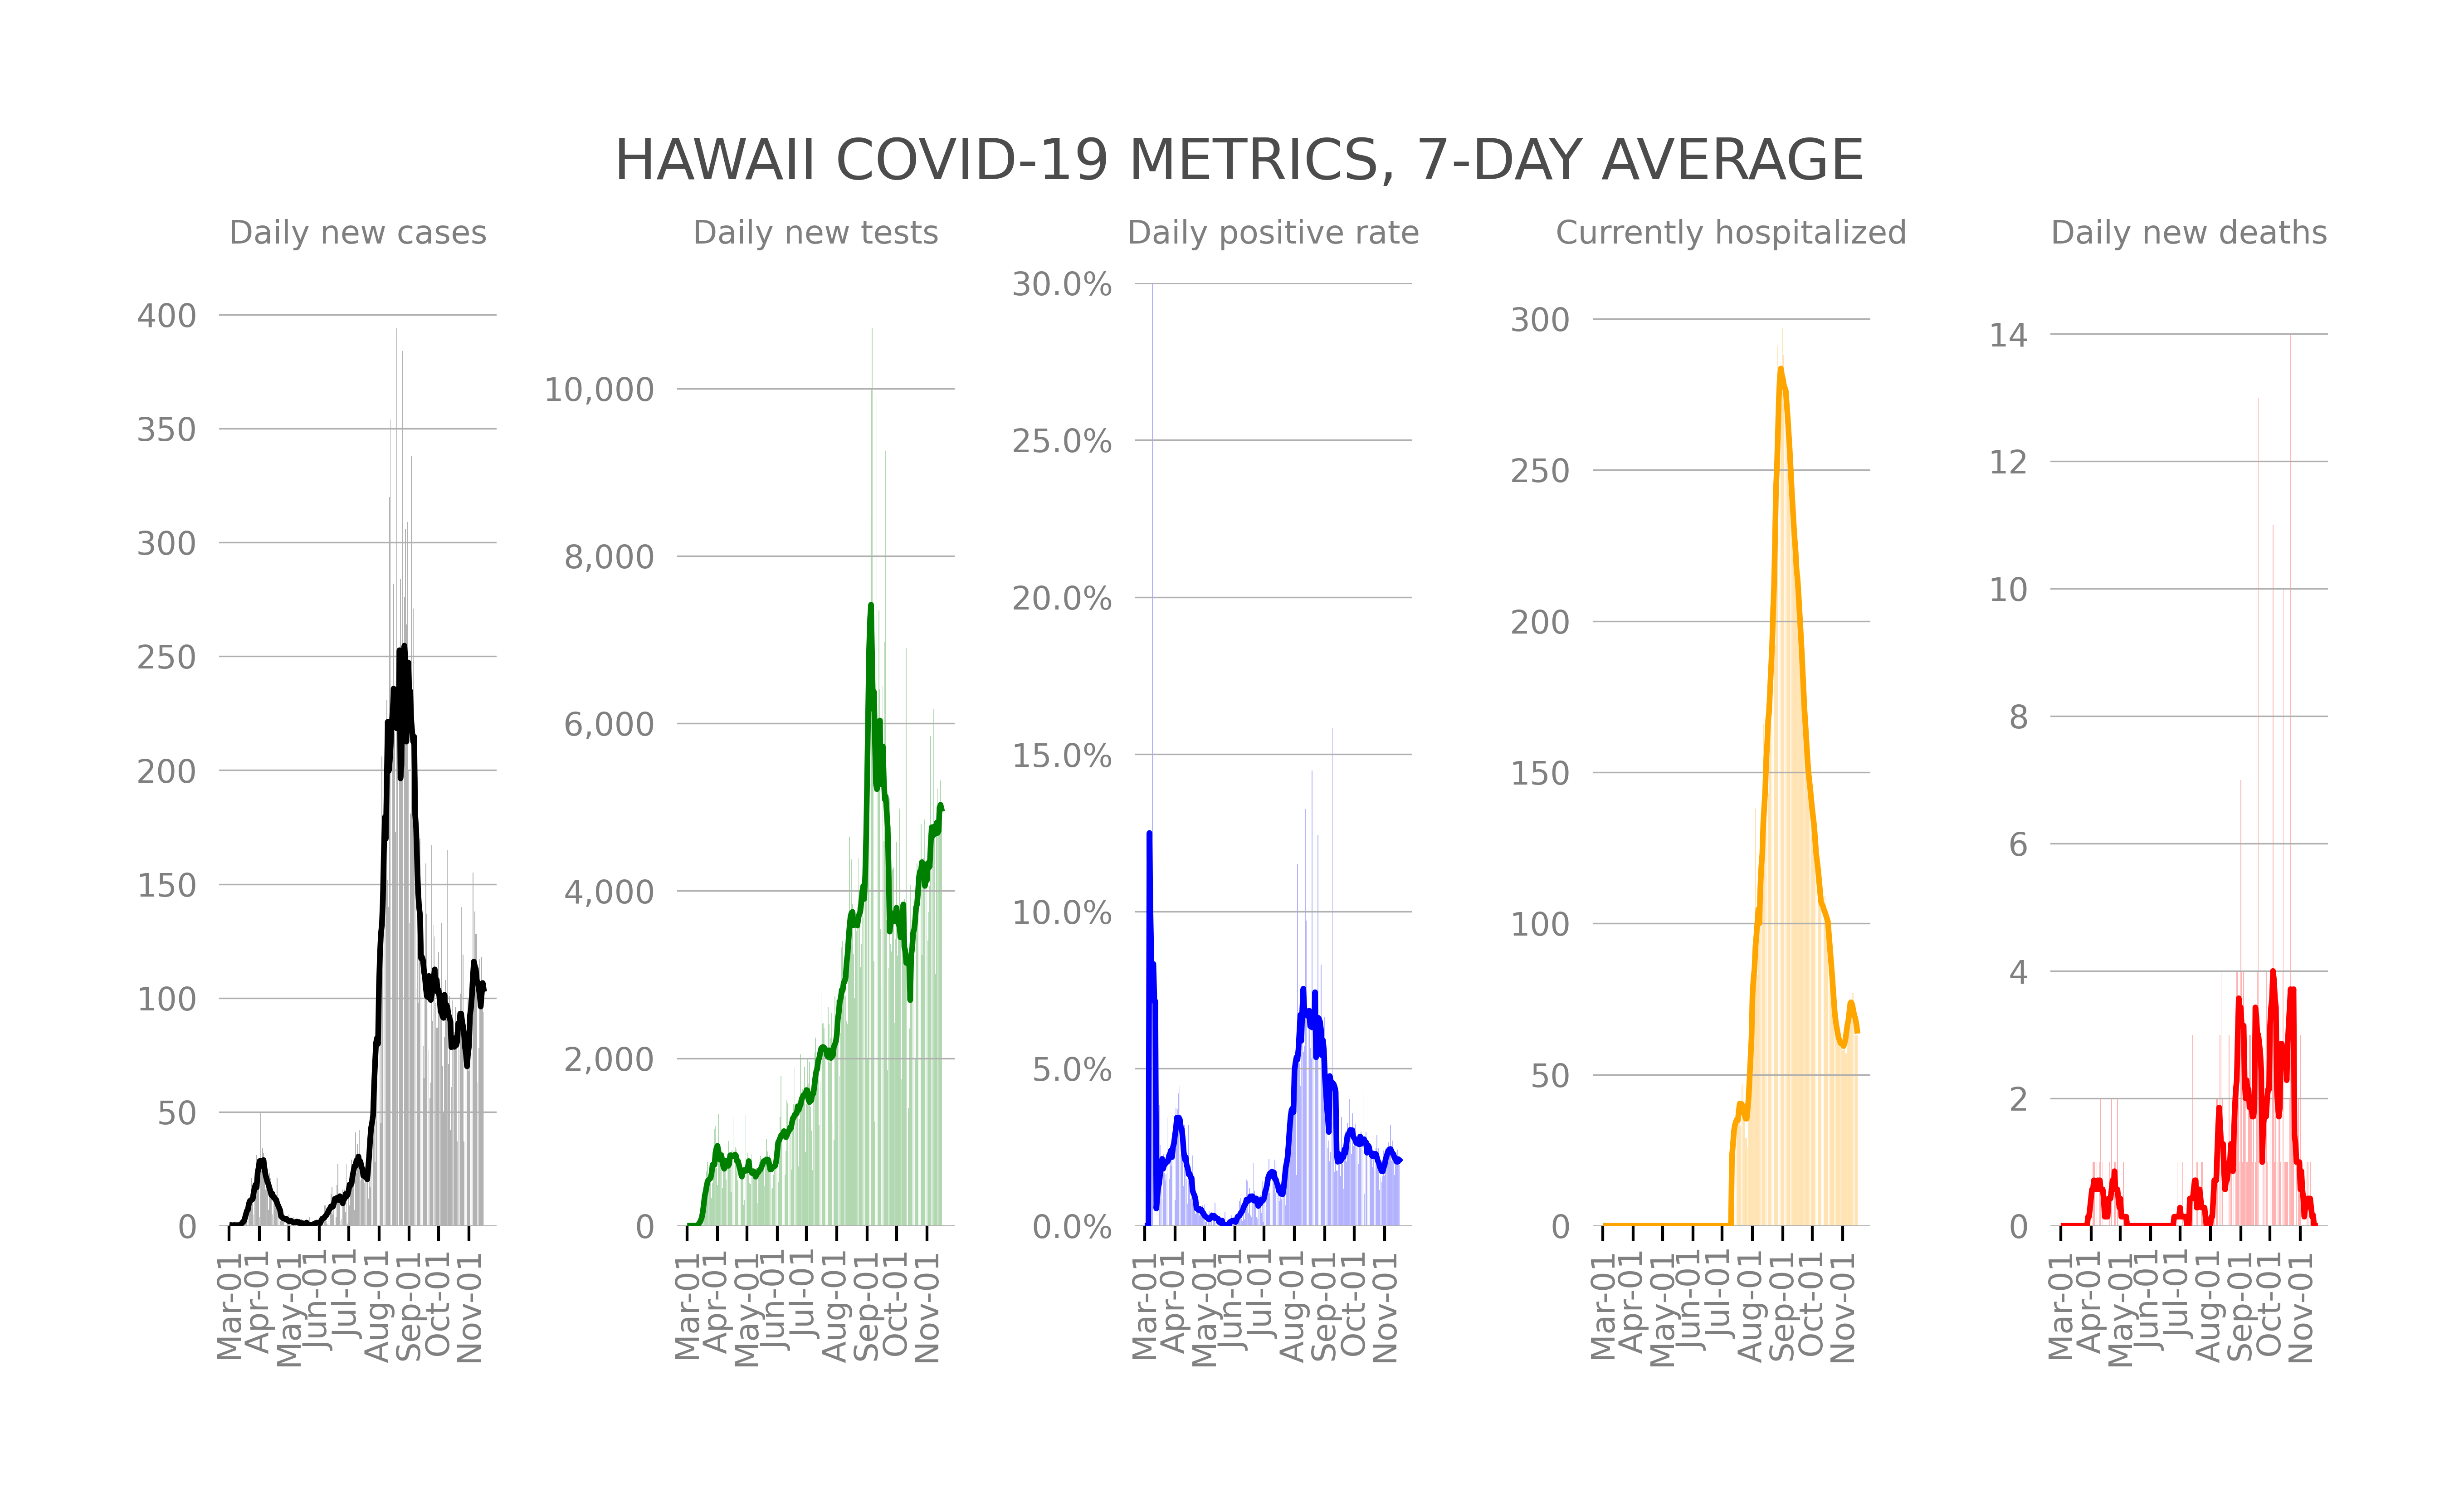 HAWAII COVID-19 METRICS, 7-DAY AVERAGE
Daily new cases
400
350
300
250
200
150
100
50
0
Mar-01
Apr-01
May-01
Jun-01
Jul-01
Aug-01
Sep-01
Oct-01
Nov-01
Daily new tests
10,000
8,000
6,000
4,000
2,000
0
Mar-01
Apr-01
May-01
Jun-01
Jul-01
Aug-01
Sep-01
Oct-01
Nov-01
Daily positive rate
30.0%
25.0%
20.0%
15.0%
10.0%
5.0%
0.0%
Mar-01
Apr-01
May-01
Jun-01
Jul-01
Aug-01
Sep-01
Oct-01
Nov-01
Currently hospitalized
300
250
200
150
100
50
0
Mar-01
Apr-01
May-01
Jun-01
Jul-01
Aug-01
Sep-01
Oct-01
Nov-01
Daily new deaths
14
12
10
8
6
4
2
0
Mar-01
Apr-01
May-01
Jun-01
Jul-01
Aug-01
Sep-01
Oct-01
Nov-01